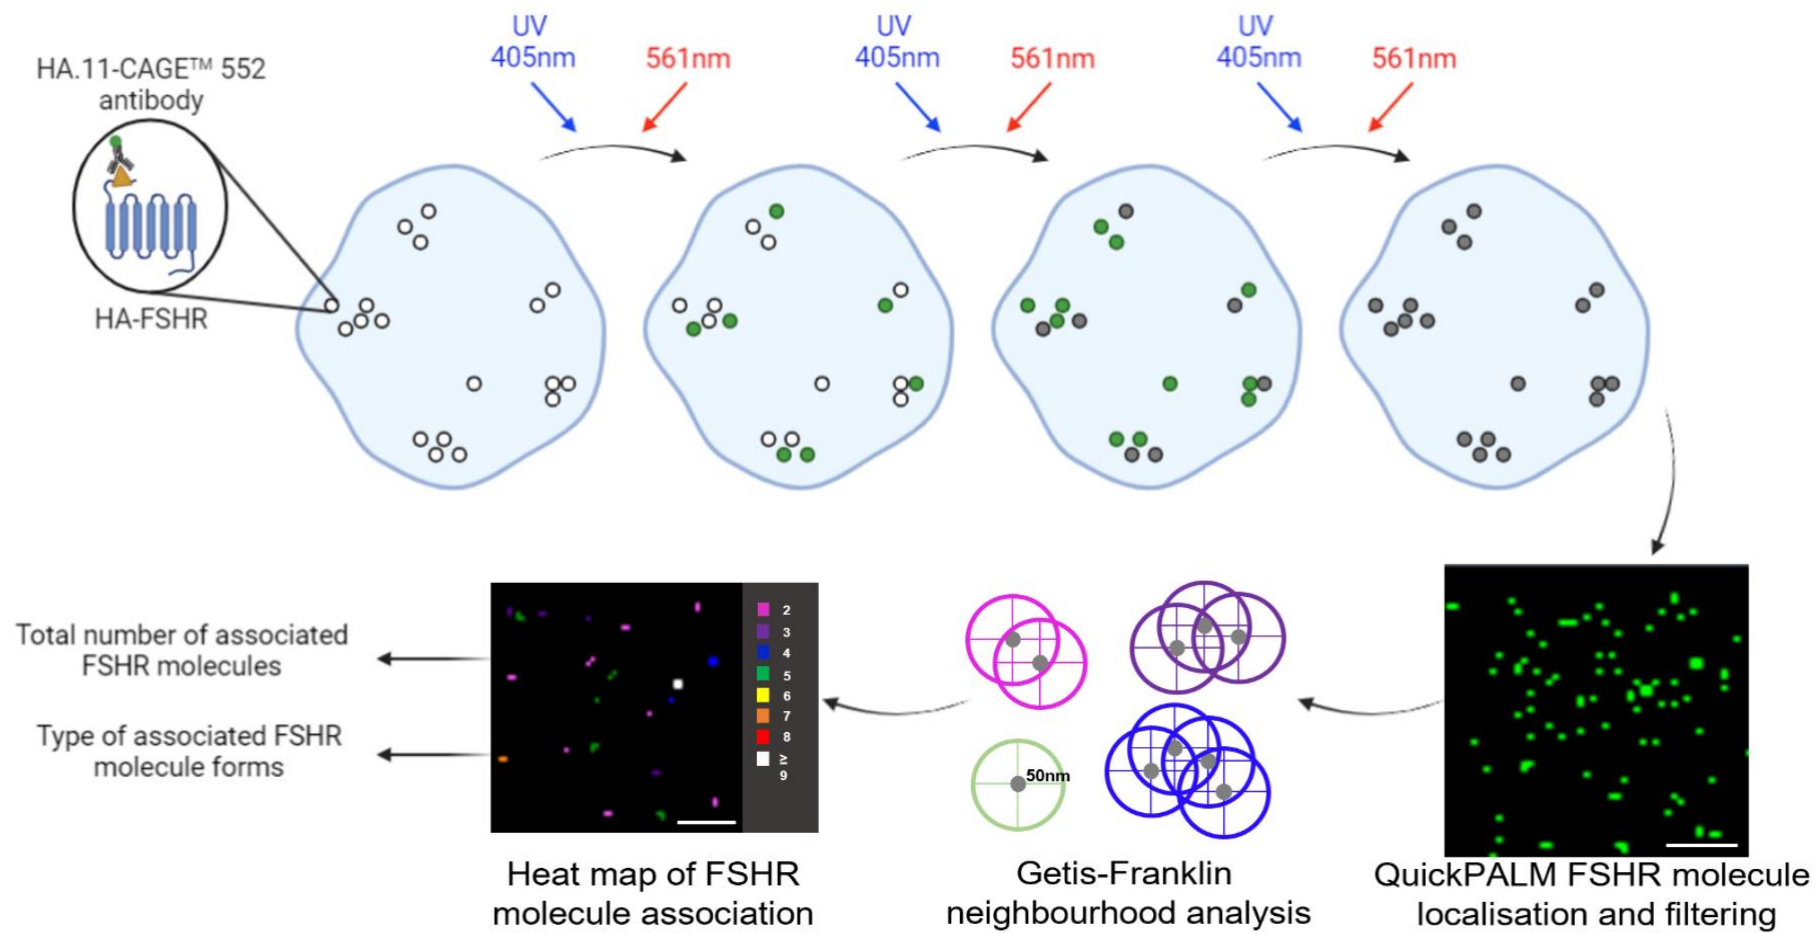 HA.11-CAGE™ 552
antibody
HA-FSHR
UV
405nm
561nm
UV
405nm
561nm
UV
405nm
561nm
Total number of associated
FSHR molecules
Type of associated FSHR
molecule forms
2
3
4
5
6
7
8
≥
9
Heat map of FSHR
molecule association
50nm
Getis-Franklin
neighbourhood analysis
QuickPALM FSHR molecule
localisation and filtering